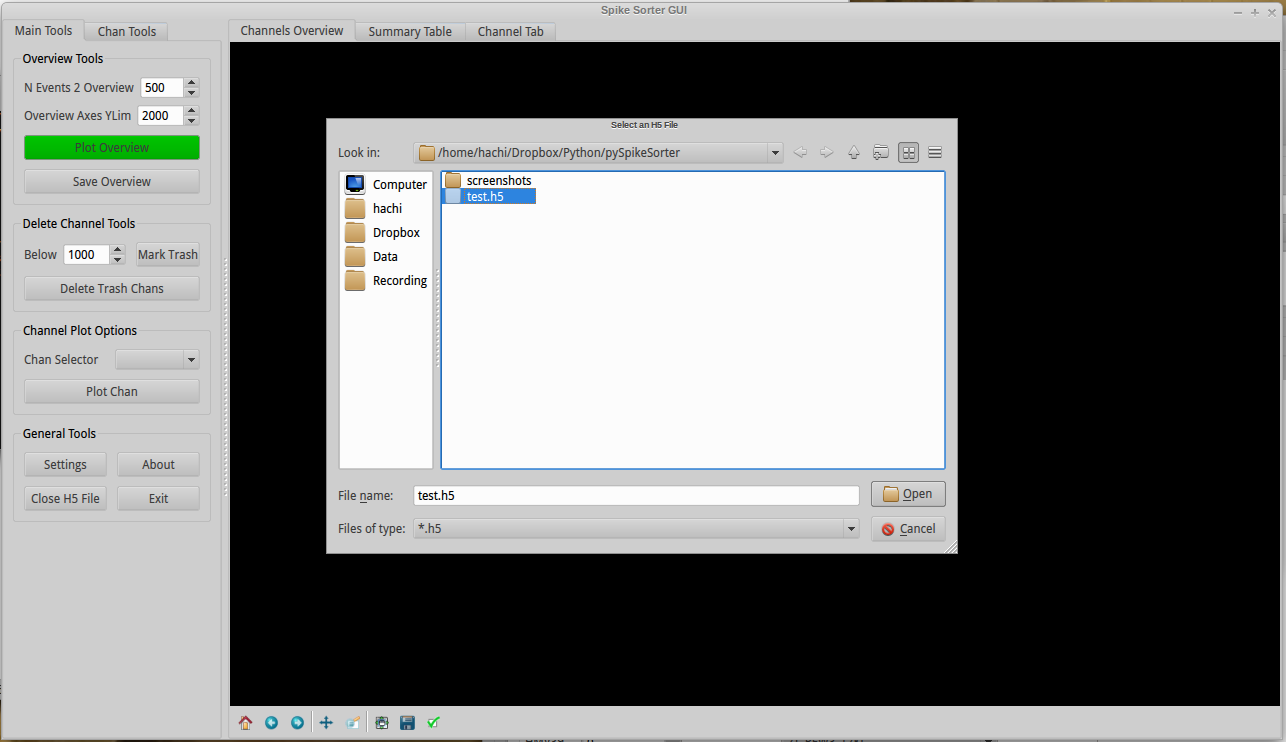 Spike Sorter GUI
Main Tools Chan Tools
Channels Overview Summary Table Channel Tab
Overview Tools
N Events 2 Overview 500
Overview Axes YLim 2000
Plot Overview
Save Overview
Delete Channel Tools
Below 1000 Mark Trash
Delete Trash Chans
Channel Plot Options
Chan Selector
Plot Chan
General Tools
Settings About
Close H5 File Exit
Select an H5 File
Look in: /home/hachi/Dropbox/Python/pySpikeSorter
Computer
hachi
Dropbox
Data
Recording
screenshots
test.h5
File name: test.h5 Open
Files of type: *.h5 Cancel